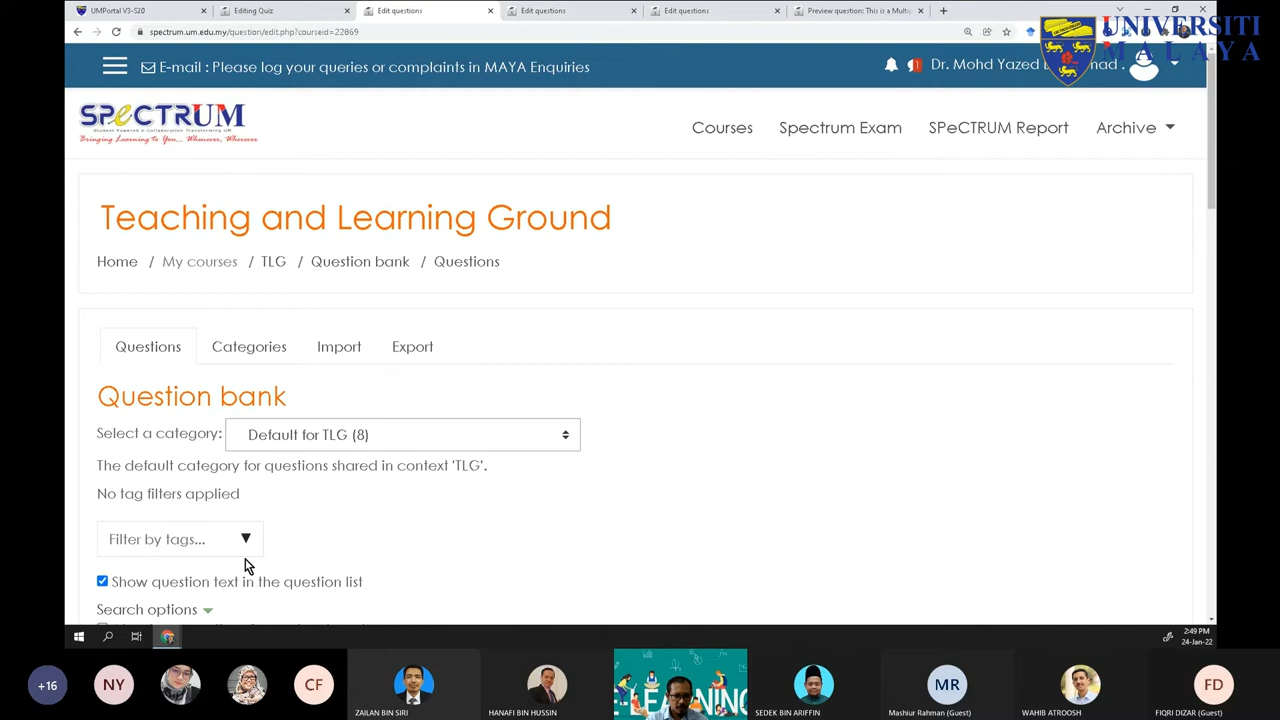 UMPortal V3-S20
Editing Quiz
Edit questions
Edit questions
Edit questions
Preview question: This is a Multip
spectrum.um.edu.my/question/edit.php?courseid=22869
UNIVERSITI
MALAYA
E-mail : Please log your queries or complaints in MAYA Enquiries
Dr. Mohd Yazed
SPeCTRUM
Student Powered e-Collaboration Transforming UM
Bringing Learning to You... Whenever, Wherever
Courses
Spectrum Exam
SPeCTRUM Report
Archive
Teaching and Learning Ground
Home / My courses / TLG / Question bank / Questions
Questions
Categories
Import
Export
Question bank
Select a category: Default for TLG (8)
The default category for questions shared in context 'TLG'.
No tag filters applied
Filter by tags...
Show question text in the question list
Search options
2:49 PM
24-Jan-22
+16
NY
CF
ZAILAN BIN SIRI
HANAFI BIN HUSSIN
E-LEARNING
SEDEK BIN ARIFFIN
MR
Mashiur Rahman (Guest)
WAHIB ATROOSH
FD
FIQRI DIZAR (Guest)